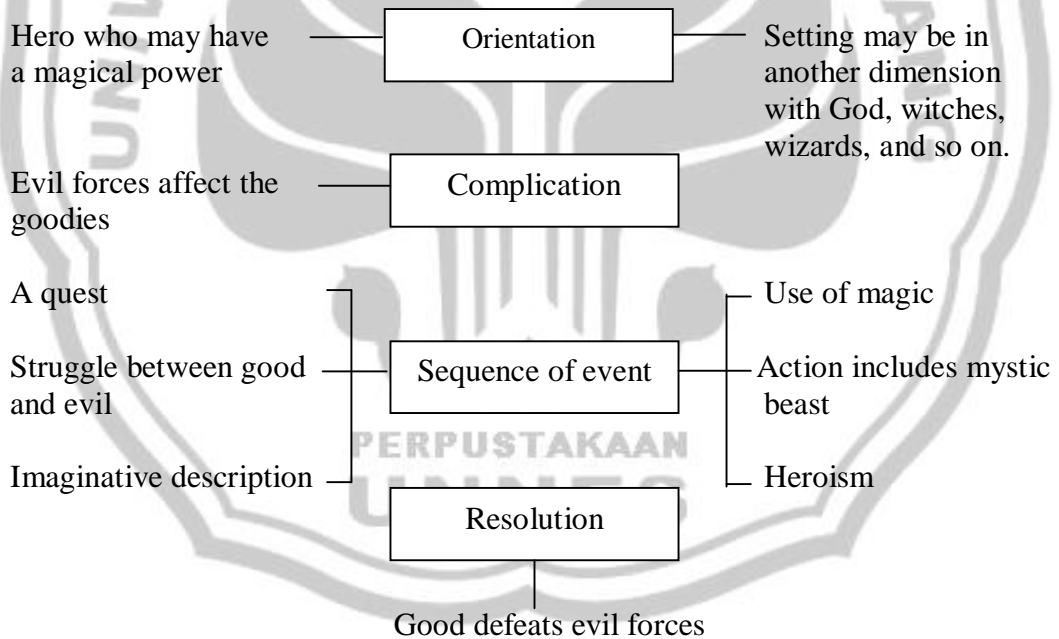 Hero who may have
a magical power
Orientation
Setting may be in
another dimension
with God, witches,
wizards, and so on.
Evil forces affect the
goodies
Complication
A quest
Struggle between good
and evil
Imaginative description
Sequence of event
Use of magic
Action includes mystic
beast
Heroism
PERPUSTAKAAN
UNNES
Resolution
Good defeats evil forces